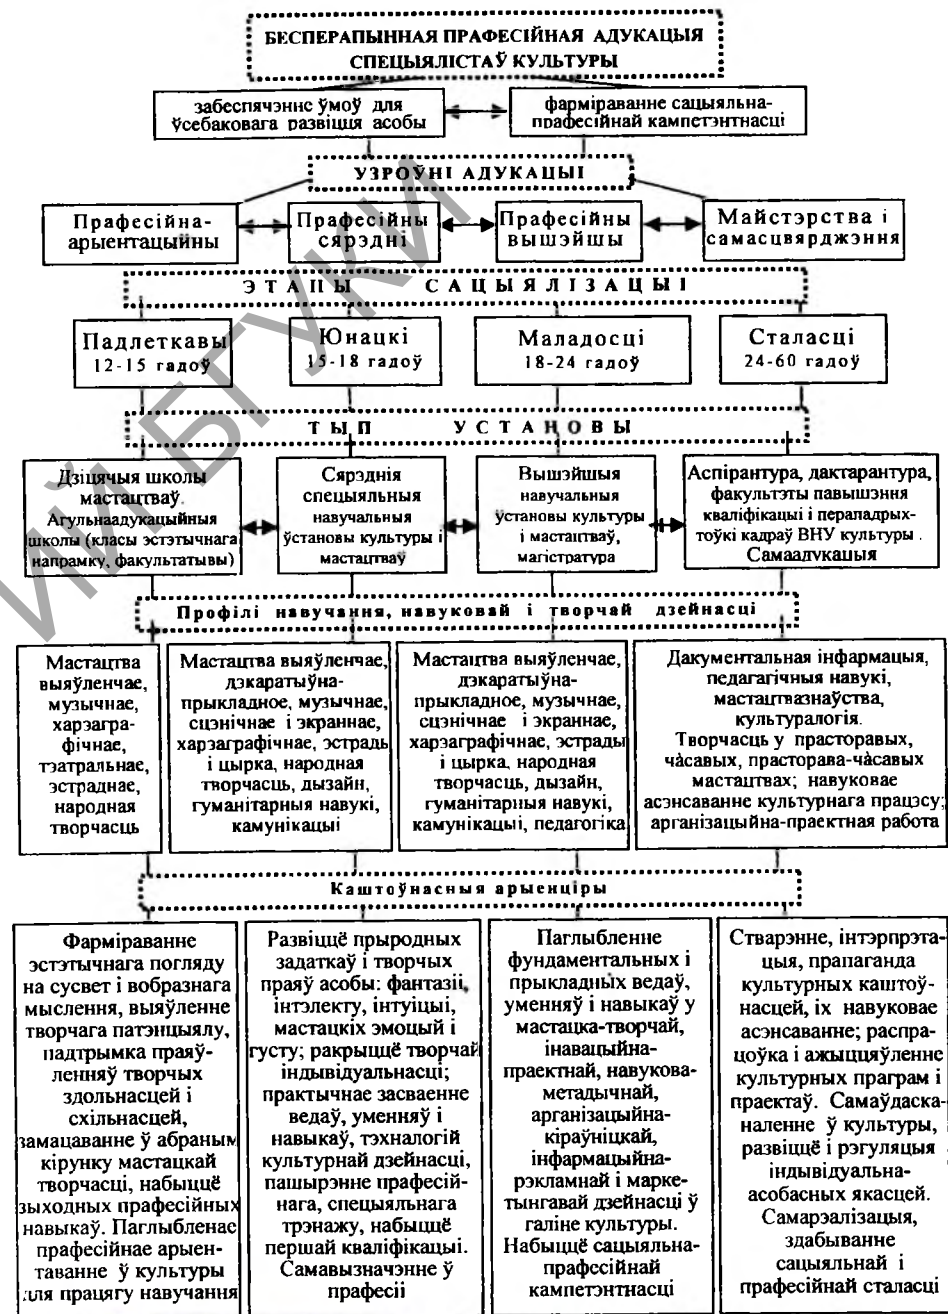 БЕСПЕРАПЫННАЯ ПРАФЕСІЙНАЯ АДУКАЦЫЯ
СПЕЦЫЯЛІСТАЎ КУЛЬТУРЫ
забеспячэнне ўмоў для
ўсебаковага развіцця асобы
фарміраванне сацыяльна-
прафесійнай кампетэнтнасці
УЗРОЎНІ АДУКАЦЫІ
Прафесійна-
арыентацыйны
Прафесійны
сярэдні
Прафесійны
вышэйшы
Майстэрства і
самасцвярджэння
ЭТАПЫ САЦЫЯЛІЗАЦЫІ
Падлеткавы
12-15 гадоў
Юнацкі
15-18 гадоў
Маладосці
18-24 гадоў
Сталасці
24-60 гадоў
ТЫП УСТАНОВЫ
Дзіцячыя школы
мастацтваў.
Агульнаадукацыйныя
школы (класы эстэтычнага
напрамку, факультатывы)
Сярэднія
спецыяльныя
навучальныя
ўстановы культуры і
мастацтваў
Вышэйшыя
навучальныя
ўстановы культуры
і мастацтваў,
магістратура
Аспірантура, дактарантура,
факультэты павышэння
кваліфікацыі і перападрых-
тоўкі кадраў ВНУ культуры .
Самаадукацыя
Профілі навучання, навуковай і творчай дзейнасці
Мастацтва
выяўленчае,
музычнае,
харэагра-
фічнае,
тэатральнае,
эстраднае,
народная
творчасць
Мастацтва выяўленчае,
дэкаратыўна-
прыкладное, музычнае,
сцэнічнае і экраннае,
харэаграфічнае, эстрады
і цырка, народная
творчасць, дызайн,
гуманітарныя навукі,
камунікацыі
Мастацтва выяўленчае,
дэкаратыўна-
прыкладное, музычнае,
сцэнічнае і экраннае,
харэаграфічнае, эстрады
і цырка, народная
творчасць, дызайн,
гуманітарныя навукі,
камунікацыі, педагогіка
Дакументальная інфармацыя,
педагагічныя навукі,
мастацтвазнаўства,
культуралогія.
Творчасць у прасторавых,
часавых, прасторава-часавых
мастацтвах; навуковае
асэнсаванне культурнага працэсу;
арганізацыйна-праектная работа
Каштоўнасныя арыенціры
Фарміраванне
эстэтычнага погляду
на сусвет і вобразнага
мыслення, выяўленне
творчага патэнцыялу,
падтрымка праяў-
ленняў творчых
здольнасцей і
схільнасцей,
замацаванне ў абраным
кірунку мастацкай
творчасці, набыццё
зыходных прафесійных
навыкаў. Паглыбленае
прафесійнае арыен-
таванне ў культуры
для працягу навучання
Развіццё прыродных
задаткаў і творчых
праяў асобы: фантазіі,
інтэлекту, інтуіцыі,
мастацкіх эмоцый і
густу; ракрыццё творчай
індывідуальнасці;
практычнае засваенне
ведаў, уменняў і
навыкаў, тэхналогій
культурнай дзейнасці,
пашырэнне прафесій-
нага, спецыяльнага
трэнажу, набыццё
першай кваліфікацыі.
Самавызначэнне ў
прафесіі
Паглыбленне
фундаментальных і
прыкладных ведаў,
уменняў і навыкаў у
мастацка-творчай,
інавацыйна-
праектнай, навукова-
метадычнай,
арганізацыйна-
кіраўніцкай,
інфармацыйна-
рэкламнай і марке-
тынгавай дзейнасці ў
галіне культуры.
Набыццё сацыяльна-
прафесійнай
кампетэнтнасці
Стварэнне, інтэрпрэта-
цыя, прапаганда
культурных каштоў-
насцей, іх навуковае
асэнсаванне; распра-
цоўка і ажыццяўленне
культурных праграм і
праектаў. Самаўдаска-
наленне ў культуры,
развіццё і рэгуляцыя
індывідуальна-
асобасных якасцей.
Самарэалізацыя,
здабыванне
сацыяльнай і
прафесійнай сталасці
ИЙ БГУКИ